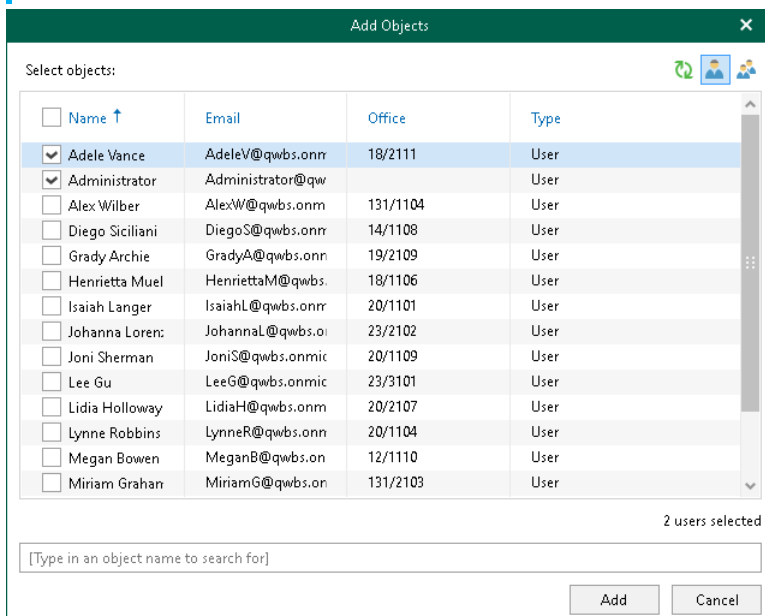 Add Objects
Select objects:
Name Email Office Type
Adele Vance AdeleV@qwbs.onm 18/2111 User
Administrator Administrator@qw User
Alex Wilber AlexW@qwbs.onm 131/1104 User
Diego Siciliani DiegoS@qwbs.onm 14/1108 User
Grady Archie GradyA@qwbs.onm 19/2109 User
Henrietta Muel HenriettaM@qwbs. 18/1106 User
Isaiah Langer IsaiahL@qwbs.onm 20/1101 User
Johanna Lorenz JohannaL@qwbs.o 23/2102 User
Joni Sherman JoniS@qwbs.onmic 20/1109 User
Lee Gu LeeG@qwbs.onmic 23/3101 User
Lidia Holloway LidiaH@qwbs.onm 20/2107 User
Lynne Robbins LynneR@qwbs.onm 20/1104 User
Megan Bowen MeganB@qwbs.on 12/1110 User
Miriam Graham MiriamG@qwbs.on 131/2103 User
2 users selected
[Type in an object name to search for]
Add Cancel